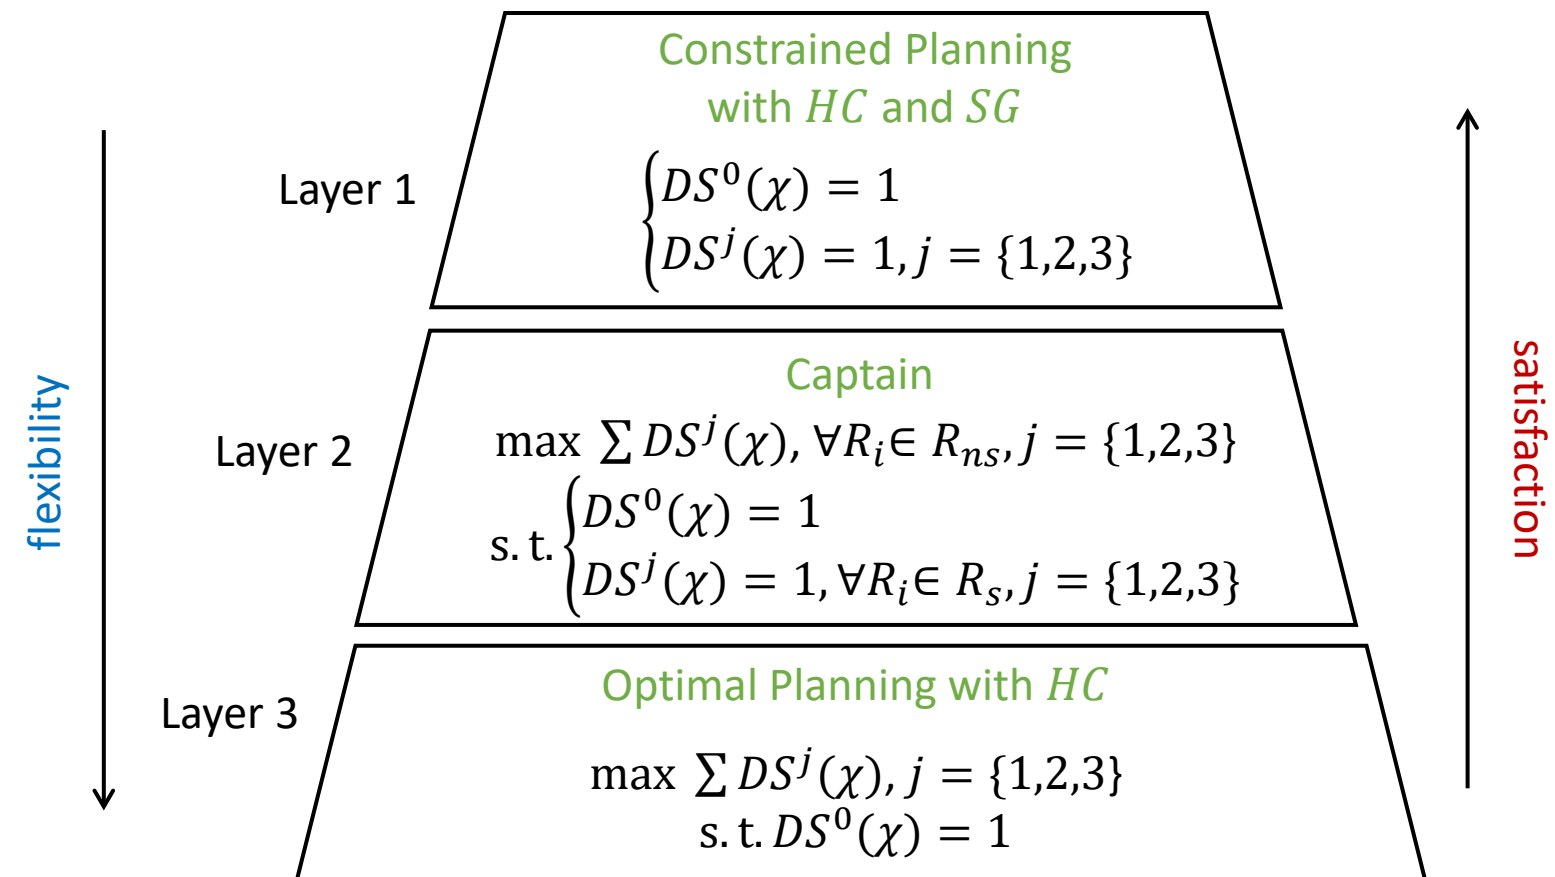 Constrained Planning
with HC and SG
Layer 1
DS⁰(χ) = 1
DSʲ(χ) = 1, j = {1,2,3}
flexibility
satisfaction
Captain
Layer 2
max ∑ DSʲ(χ), ∀Rᵢ∈ Rₙₛ, j = {1,2,3}
s. t. { DS⁰(χ) = 1
DSʲ(χ) = 1, ∀Rᵢ∈ Rₛ, j = {1,2,3}
Optimal Planning with HC
Layer 3
max ∑ DSʲ(χ), j = {1,2,3}
s. t. DS⁰(χ) = 1